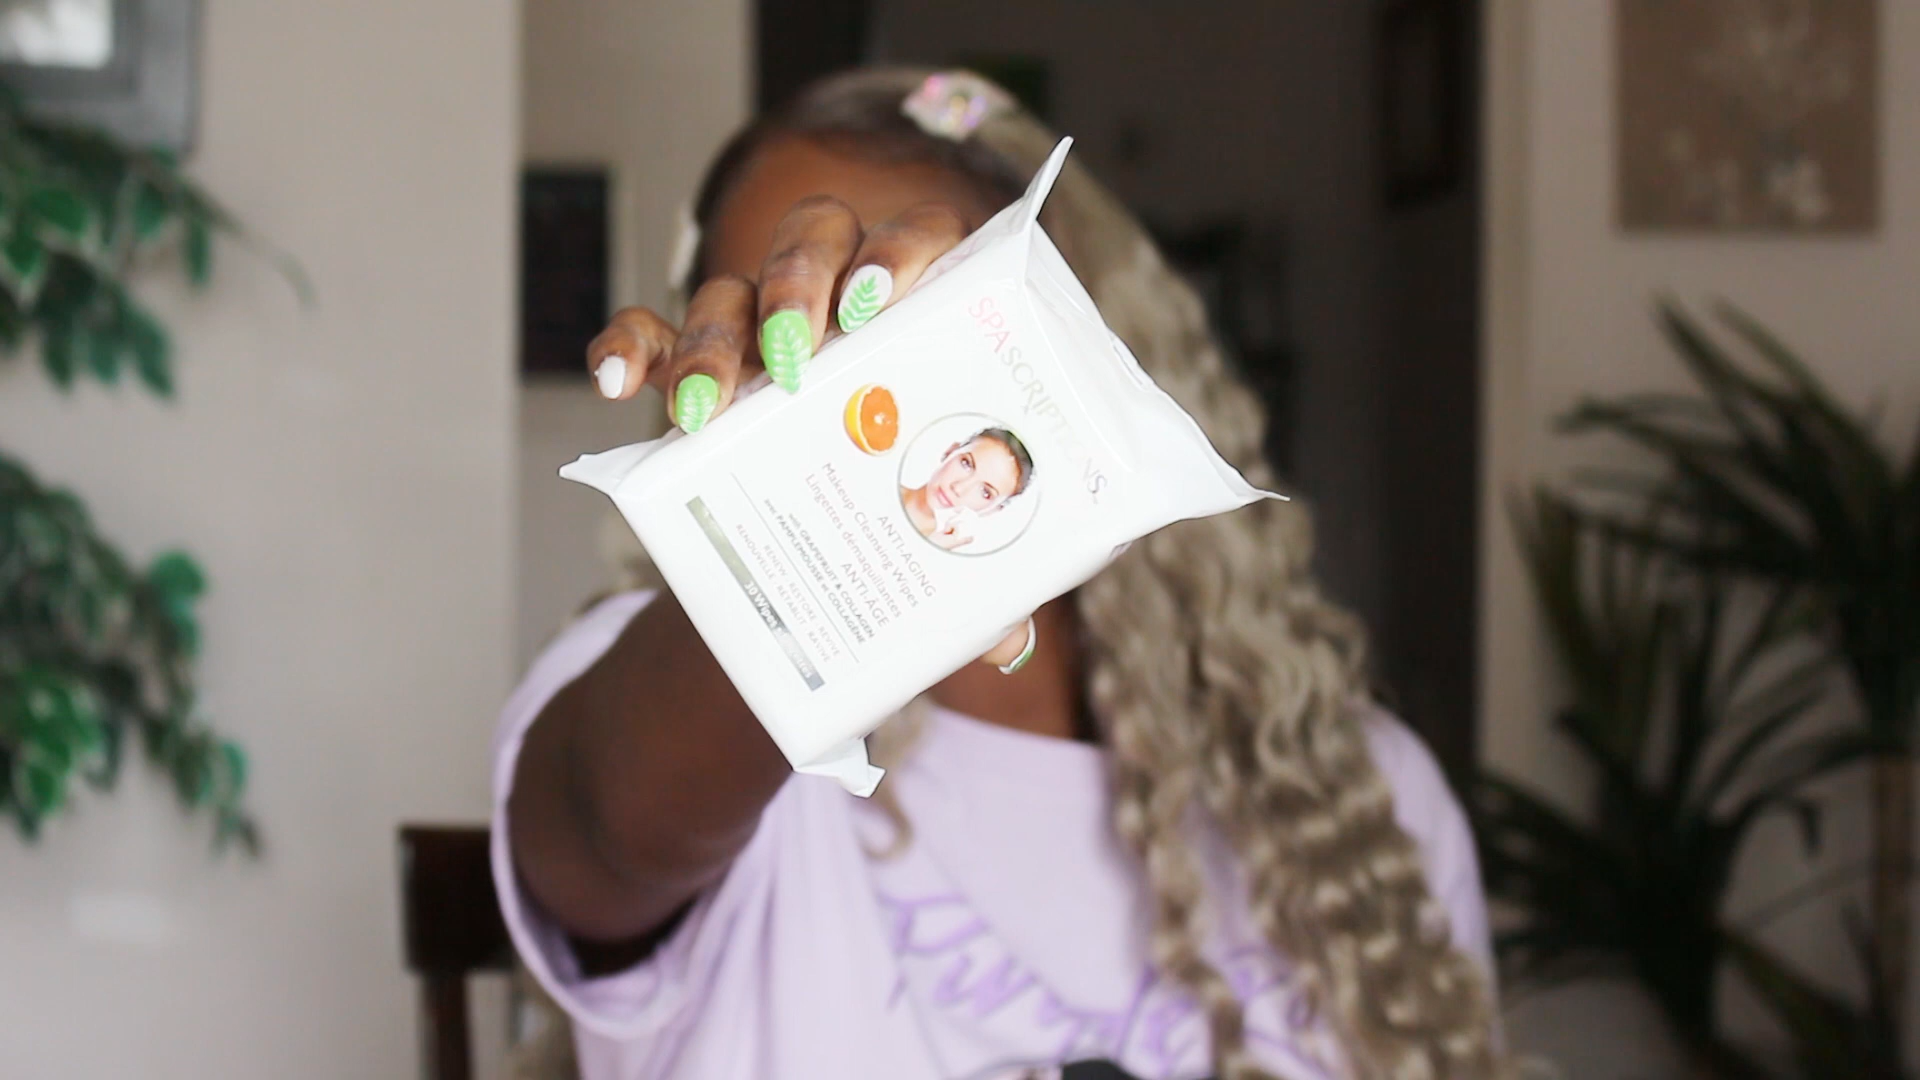 SPASCRIPTIONS.
ANTI-AGING
Makeup Cleansing Wipes
Lingettes démaquillantes
ANTI-ÂGE
with GRAPEFRUIT & COLLAGEN
avec PAMPLEMOUSSE et COLLAGÈNE
RENEW · RESTORE · REVIVE
RENOUVELLE · RÉTABLIT · RAVIVE
30 Wipes